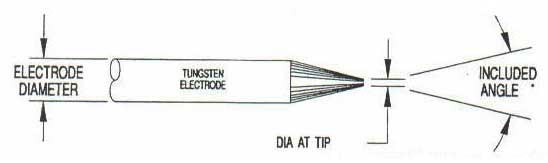 ELECTRODE
DIAMETER
TUNGSTEN
ELECTRODE
DIA AT TIP
INCLUDED
ANGLE